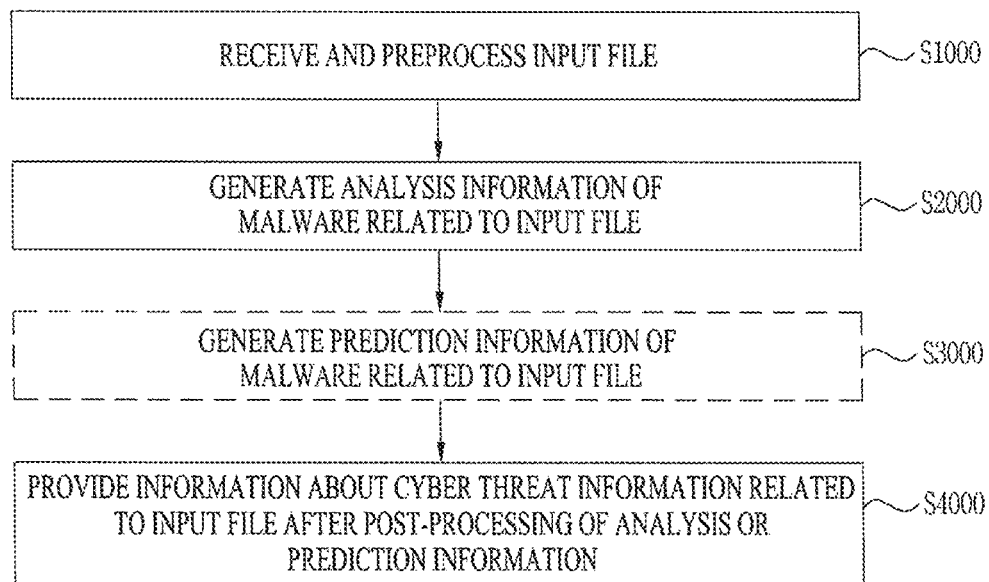 RECEIVE AND PREPROCESS INPUT FILE
S1000
GENERATE ANALYSIS INFORMATION OF
MALWARE RELATED TO INPUT FILE
S2000
GENERATE PREDICTION INFORMATION OF
MALWARE RELATED TO INPUT FILE
S3000
PROVIDE INFORMATION ABOUT CYBER THREAT INFORMATION RELATED
TO INPUT FILE AFTER POST-PROCESSING OF ANALYSIS OR
PREDICTION INFORMATION
S4000